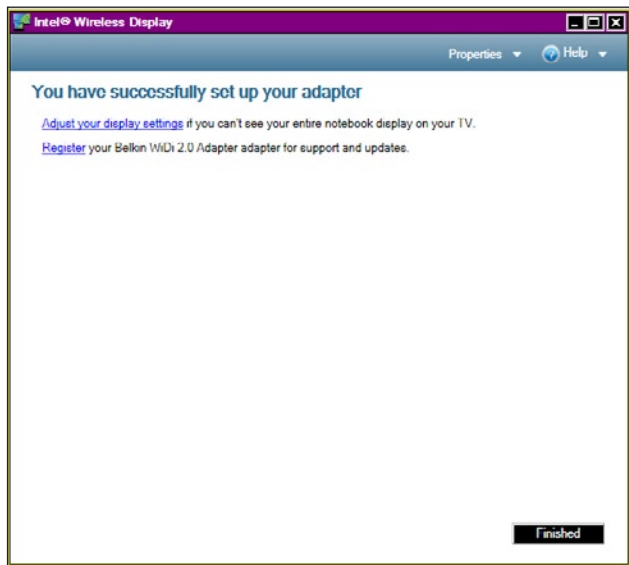 Intel® Wireless Display
Properties Help
You have successfully set up your adapter
Adjust your display settings if you can't see your entire notebook display on your TV.
Register your Belkin WiDi 2.0 Adapter adapter for support and updates.
Finished